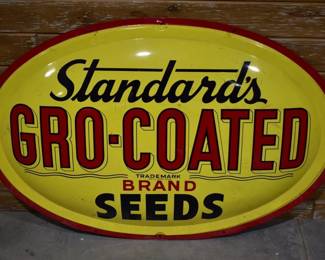 Standard's
GRO-COATED
TRADEMARK
BRAND
SEEDS